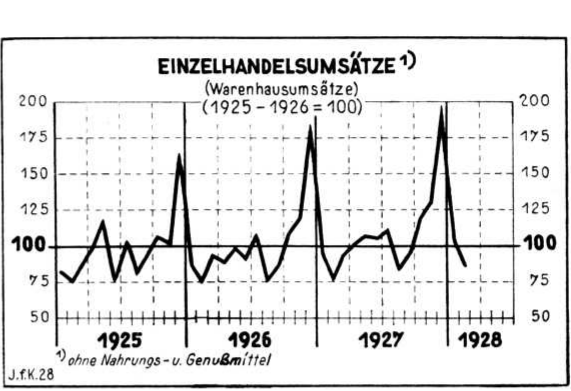 EINZELHANDELSUMSÄTZE ¹)
(Warenhausumsätze)
(1925 - 1926 = 100)
200 200
175 175
150 150
125 125
100 100
75 75
50 50
1925 1926 1927 1928
¹) ohne Nahrungs- u. Genußmittel
J.f.K.28